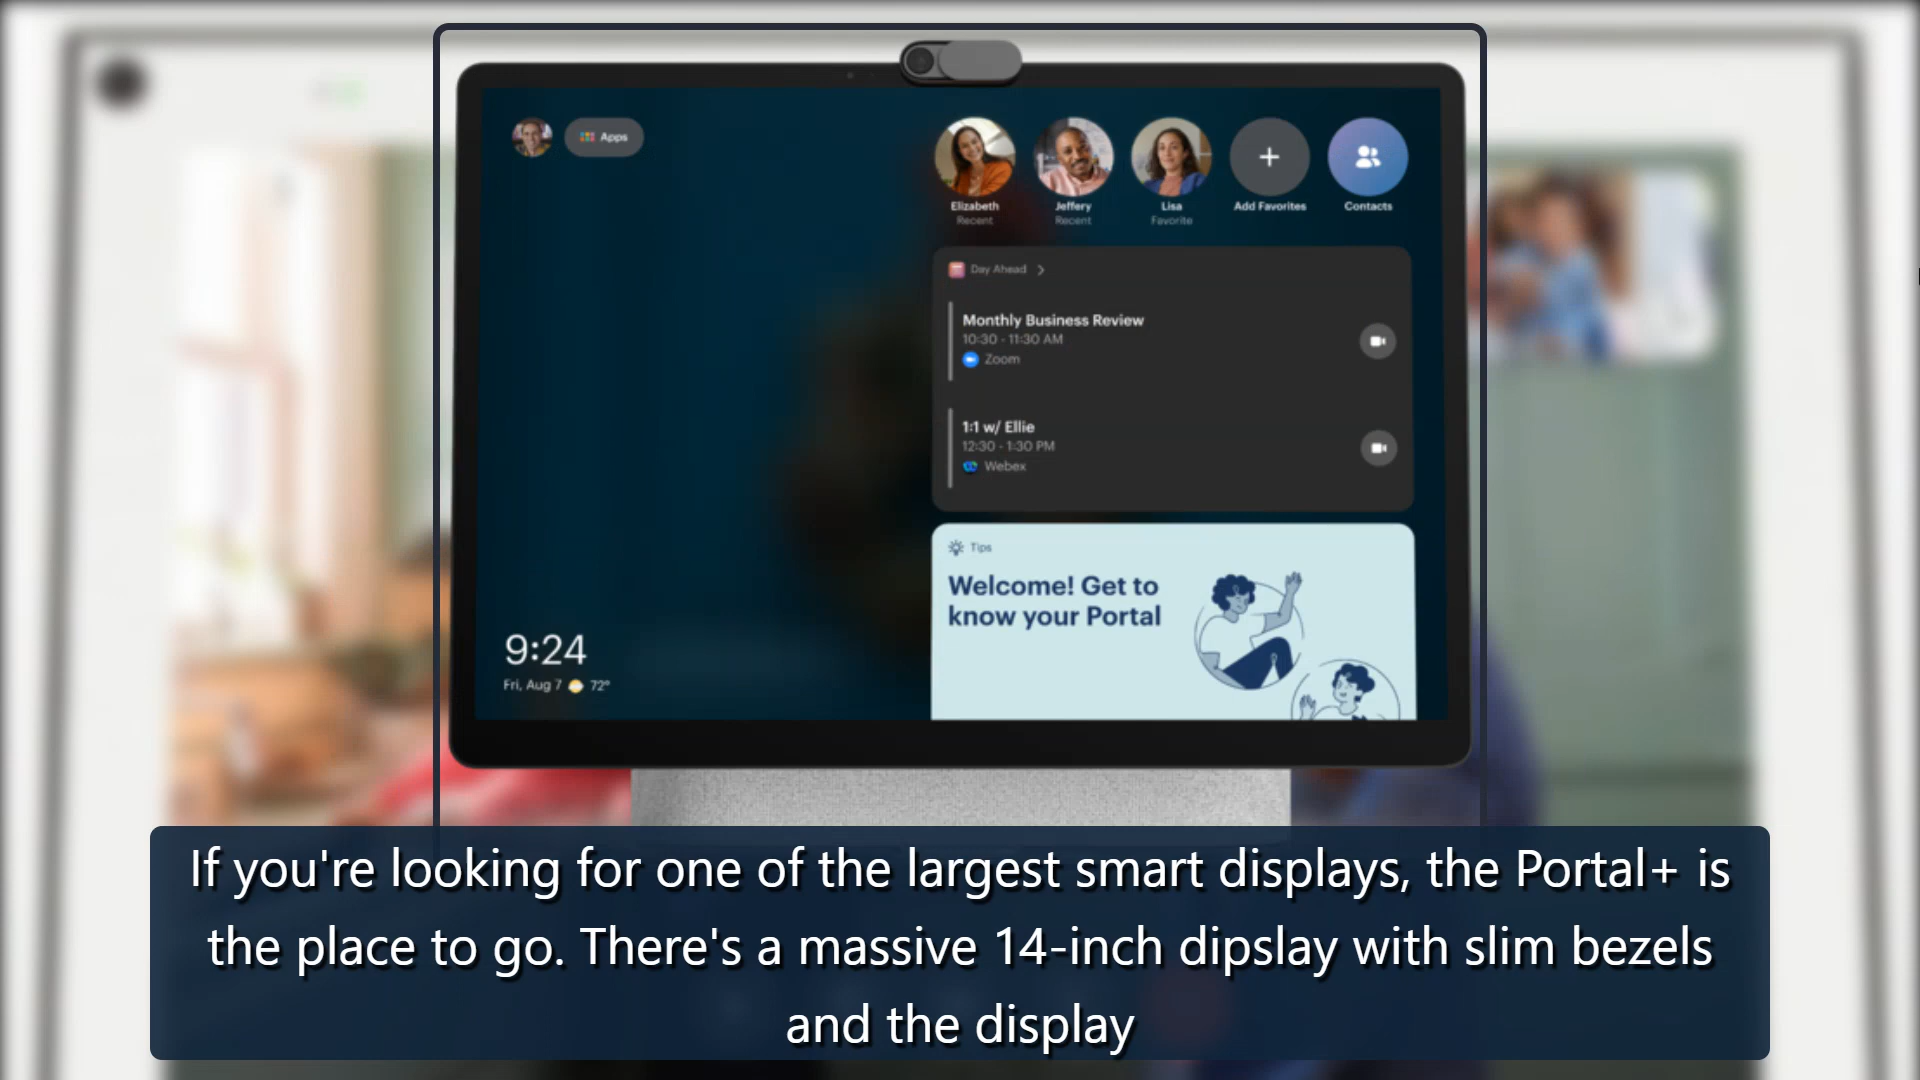 Apps
Elizabeth
Recent
Jeffery
Recent
Lisa
Favorite
Add Favorites
Contacts
Day Ahead
Monthly Business Review
10:30 - 11:30 AM
Zoom
1:1 w/ Ellie
12:30 - 1:30 PM
Webex
Tips
Welcome! Get to
know your Portal
9:24
Fri, Aug 7 72°
If you're looking for one of the largest smart displays, the Portal+ is
the place to go. There's a massive 14-inch dipslay with slim bezels
and the display